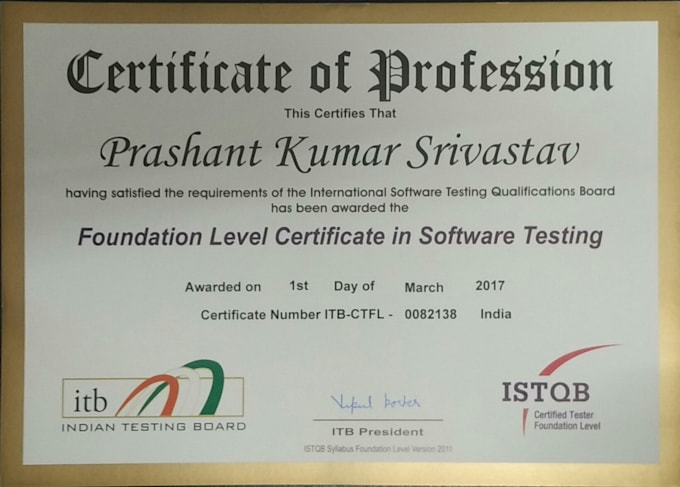 Certificate of Profession
This Certifies That
Prashant Kumar Srivastav
having satisfied the requirements of the International Software Testing Qualifications Board
has been awarded the
Foundation Level Certificate in Software Testing
Awarded on 1st Day of March 2017
Certificate Number ITB-CTFL - 0082138 India
itb
INDIAN TESTING BOARD
ITB President
ISTQB Syllabus Foundation Level Version 2011
ISTQB
Certified Tester
Foundation Level